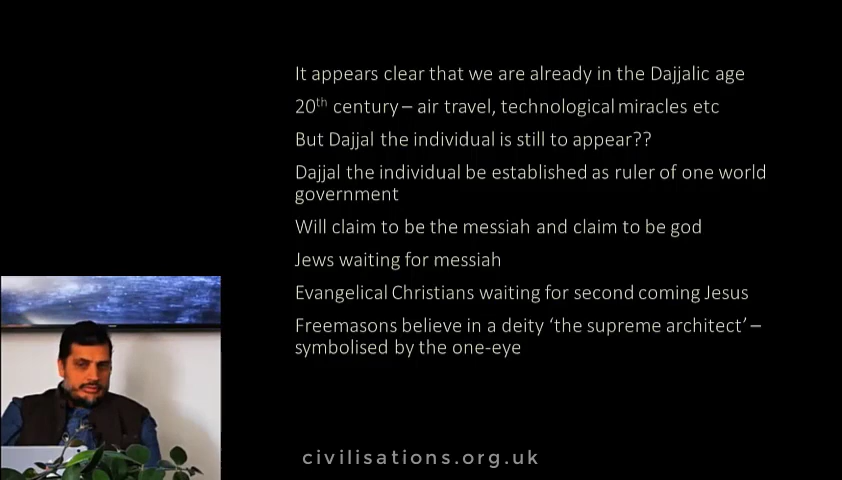 It appears clear that we are already in the Dajjalic age
20th century – air travel, technological miracles etc
But Dajjal the individual is still to appear??
Dajjal the individual be established as ruler of one world
government
Will claim to be the messiah and claim to be god
Jews waiting for messiah
Evangelical Christians waiting for second coming Jesus
Freemasons believe in a deity ‘the supreme architect’ –
symbolised by the one-eye
civilisations.org.uk